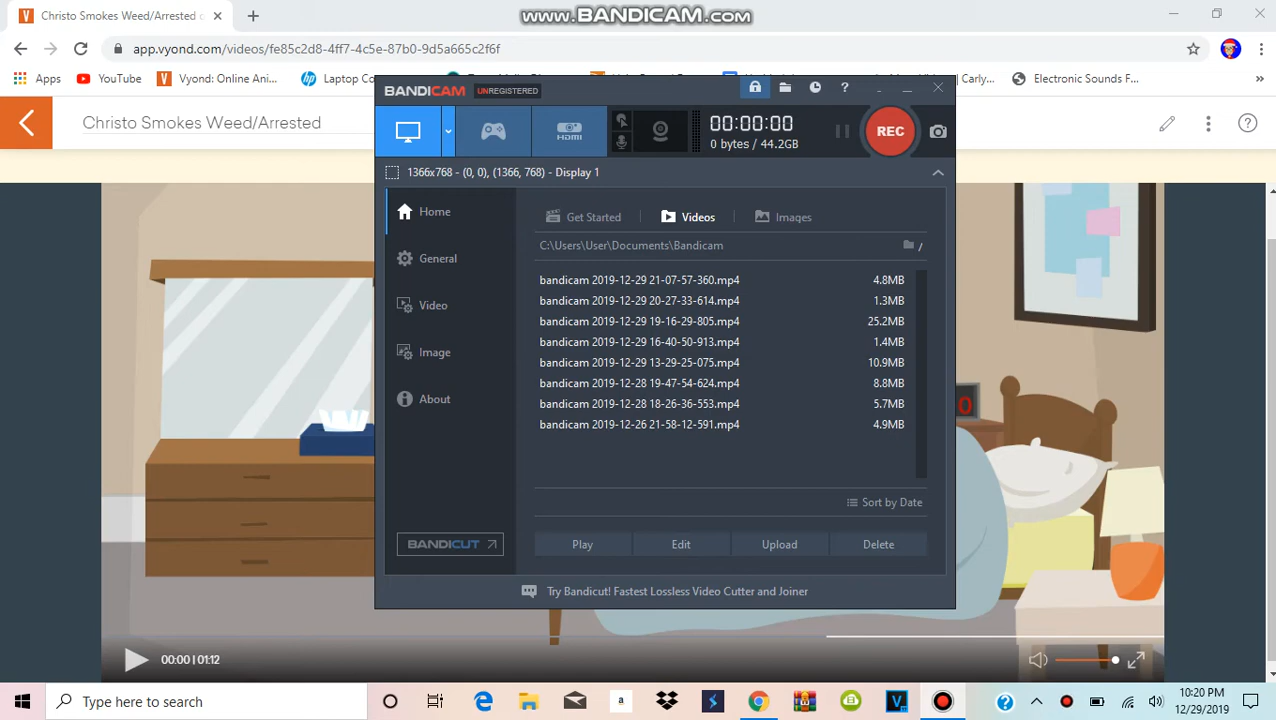 Christo Smokes Weed/Arrested
www.BANDICAM.com
app.vyond.com/videos/fe85c2d8-4ff7-4c5e-87b0-9d5a665c2f6f
Apps YouTube Vyond: Online Ani... Laptop Carly... Electronic Sounds F...
Christo Smokes Weed/Arrested
BANDICAM UNREGISTERED
HDMI
00:00:00
0 bytes / 44.2GB
REC
1366x768 - (0, 0), (1366, 768) - Display 1
Home
General
Video
Image
About
BANDICUT
Get Started Videos Images
C:\Users\User\Documents\Bandicam
bandicam 2019-12-29 21-07-57-360.mp4 4.8MB
bandicam 2019-12-29 20-27-33-614.mp4 1.3MB
bandicam 2019-12-29 19-16-29-805.mp4 25.2MB
bandicam 2019-12-29 16-40-50-913.mp4 1.4MB
bandicam 2019-12-29 13-29-25-075.mp4 10.9MB
bandicam 2019-12-28 19-47-54-624.mp4 8.8MB
bandicam 2019-12-28 18-26-36-553.mp4 5.7MB
bandicam 2019-12-26 21-58-12-591.mp4 4.9MB
Sort by Date
Play Edit Upload Delete
Try Bandicut! Fastest Lossless Video Cutter and Joiner
00:00 | 01:12
Type here to search
10:20 PM
12/29/2019